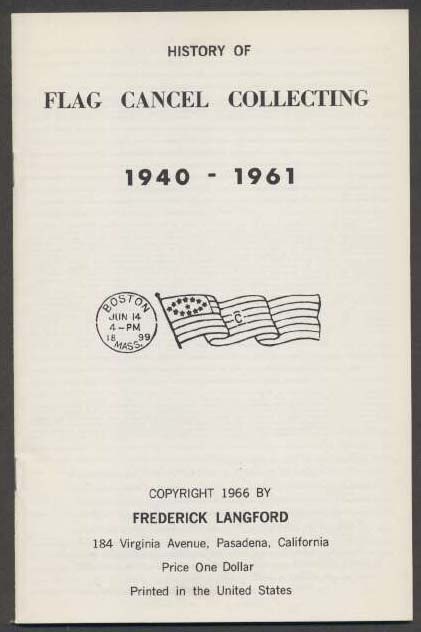 HISTORY OF
FLAG CANCEL COLLECTING
1940 - 1961
BOSTON
JUN 14
4-PM
18 99
MASS.
C
COPYRIGHT 1966 BY
FREDERICK LANGFORD
184 Virginia Avenue, Pasadena, California
Price One Dollar
Printed in the United States